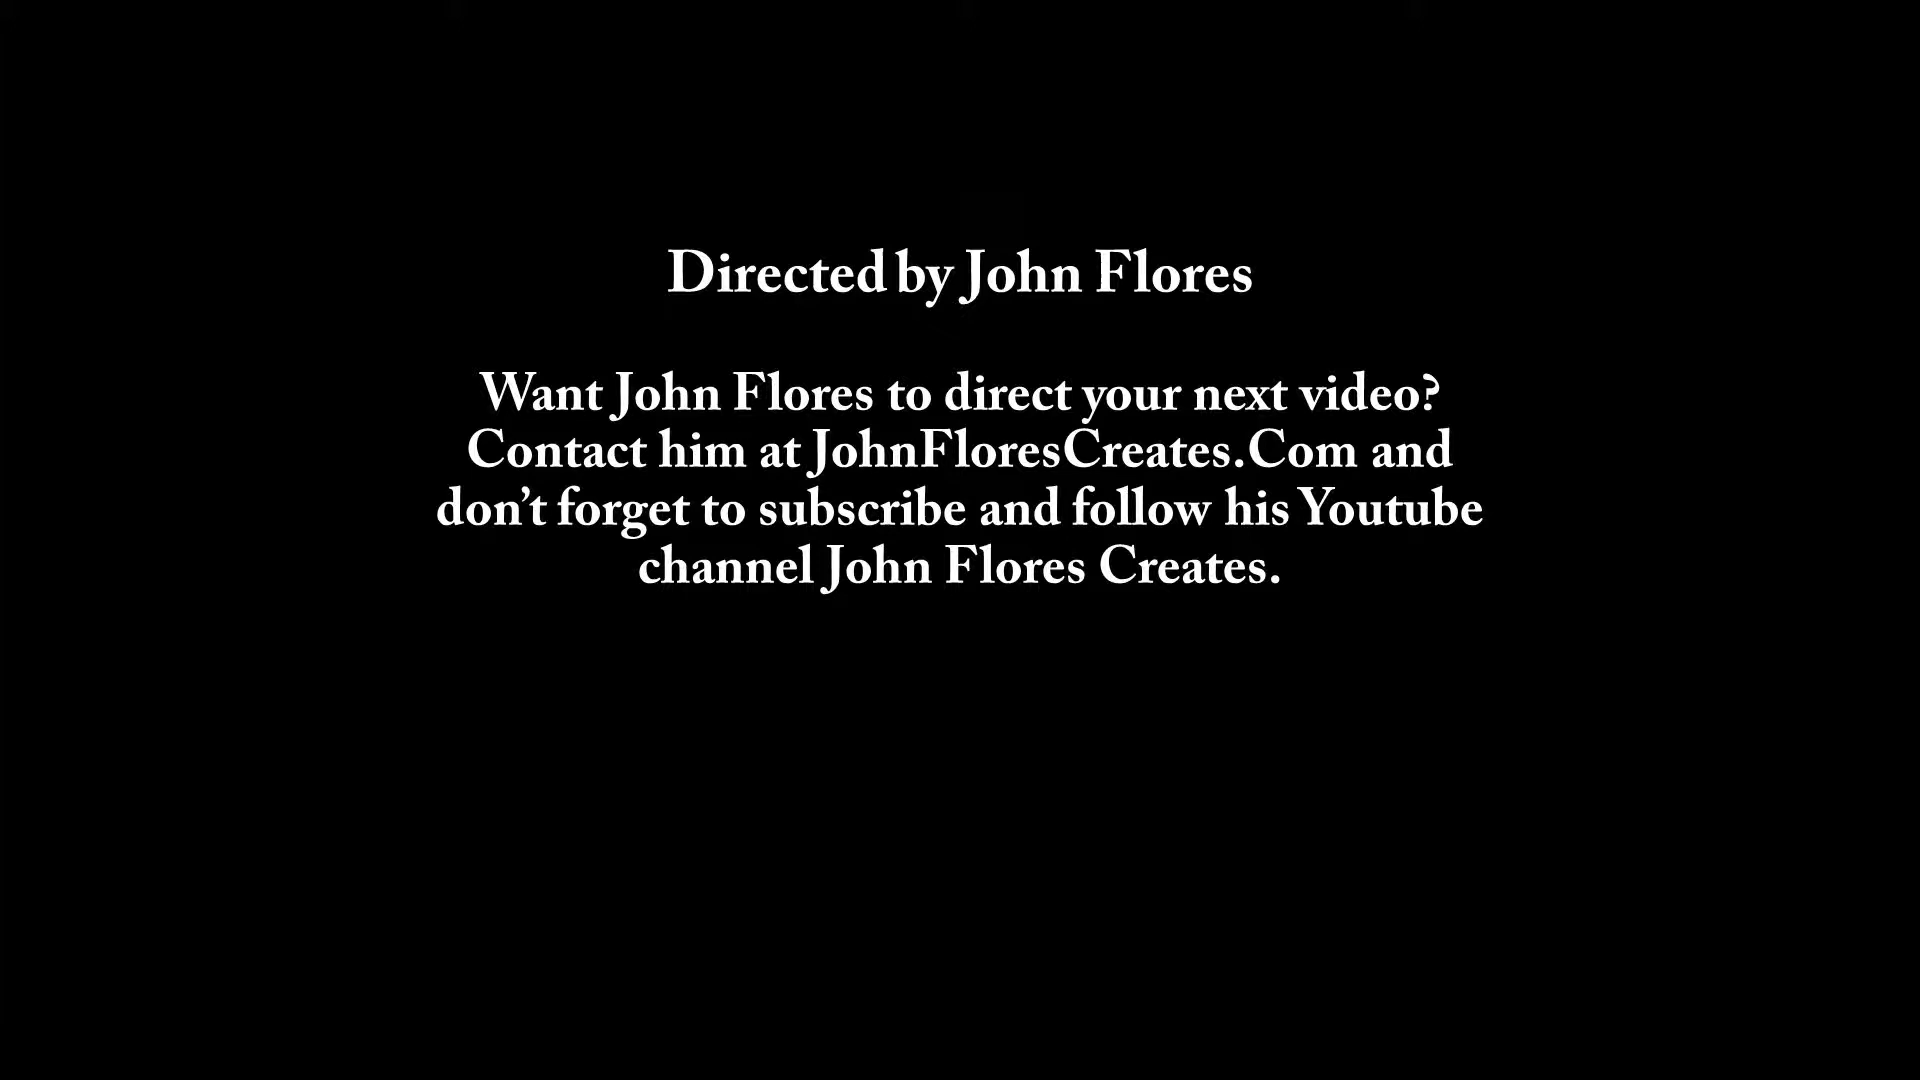 Directed by John Flores
Want John Flores to direct your next video?
Contact him at JohnFloresCreates.Com and
don’t forget to subscribe and follow his Youtube
channel John Flores Creates.